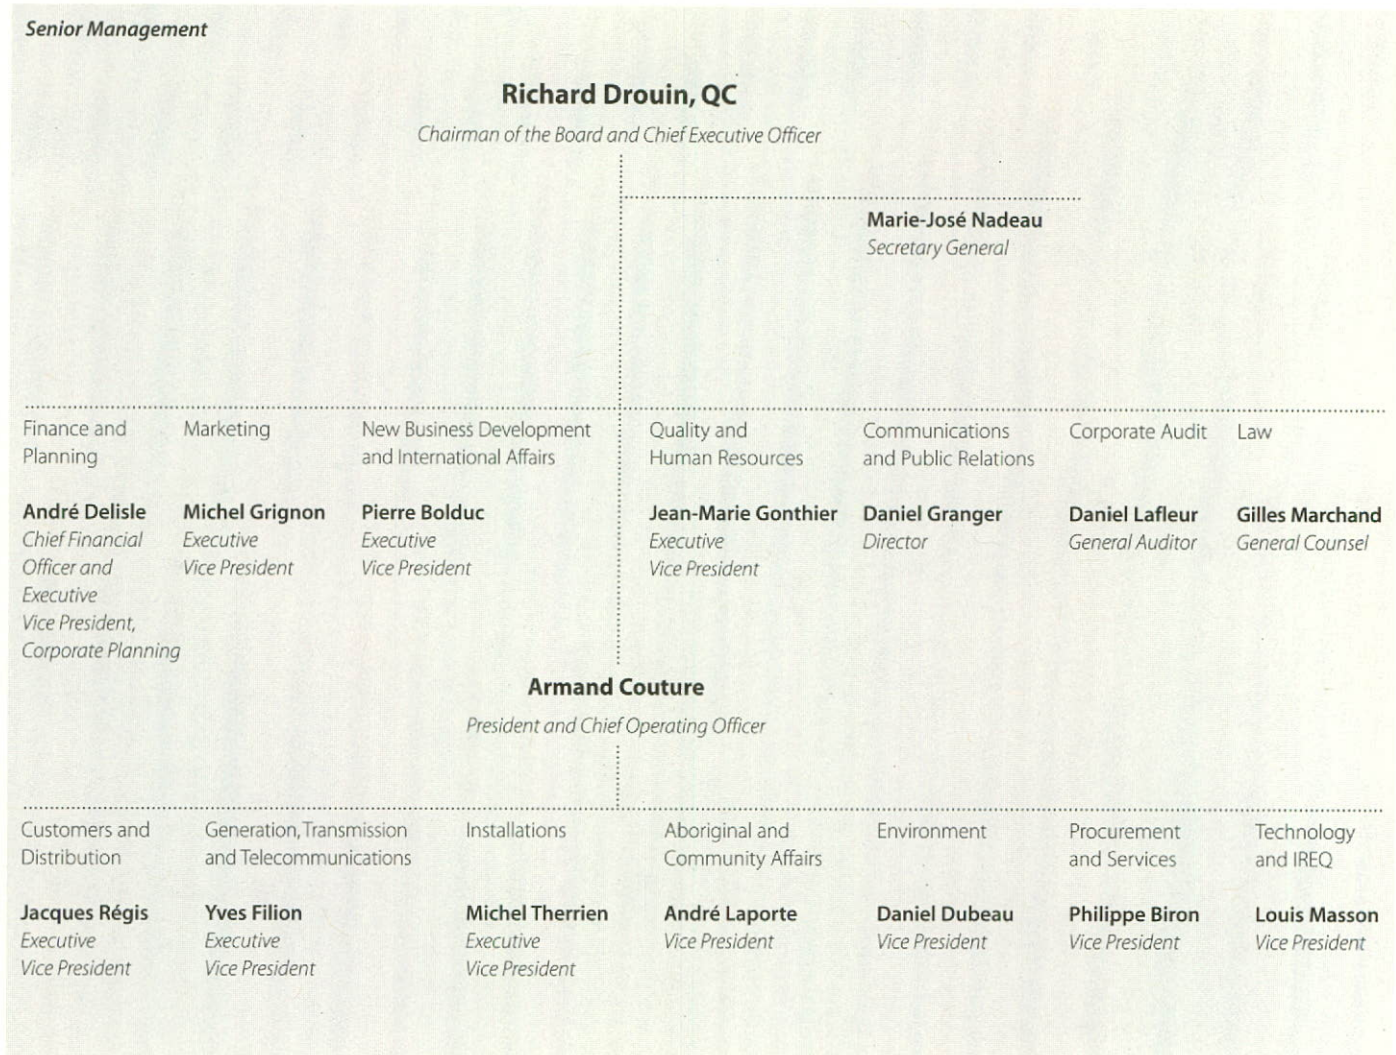 Senior Management
Richard Drouin, QC
Chairman of the Board and Chief Executive Officer
Marie-José Nadeau
Secretary General
Finance and
Planning
André Delisle
Chief Financial
Officer and
Executive
Vice President,
Corporate Planning
Marketing
Michel Grignon
Executive
Vice President
New Business Development
and International Affairs
Pierre Bolduc
Executive
Vice President
Quality and
Human Resources
Jean-Marie Gonthier
Executive
Vice President
Communications
and Public Relations
Daniel Granger
Director
Corporate Audit
Daniel Lafleur
General Auditor
Law
Gilles Marchand
General Counsel
Armand Couture
President and Chief Operating Officer
Customers and
Distribution
Jacques Régis
Executive
Vice President
Generation, Transmission
and Telecommunications
Yves Filion
Executive
Vice President
Installations
Michel Therrien
Executive
Vice President
Aboriginal and
Community Affairs
André Laporte
Vice President
Environment
Daniel Dubeau
Vice President
Procurement
and Services
Philippe Biron
Vice President
Technology
and IREQ
Louis Masson
Vice President